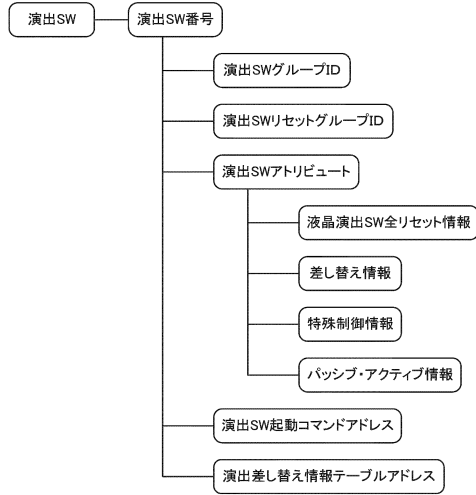 演出SW
演出SW番号
演出SWグループID
演出SWリセットグループID
演出SWアトリビュート
液晶演出SW全リセット情報
差し替え情報
特殊制御情報
パッシブ・アクティブ情報
演出SW起動コマンドアドレス
演出差し替え情報テーブルアドレス